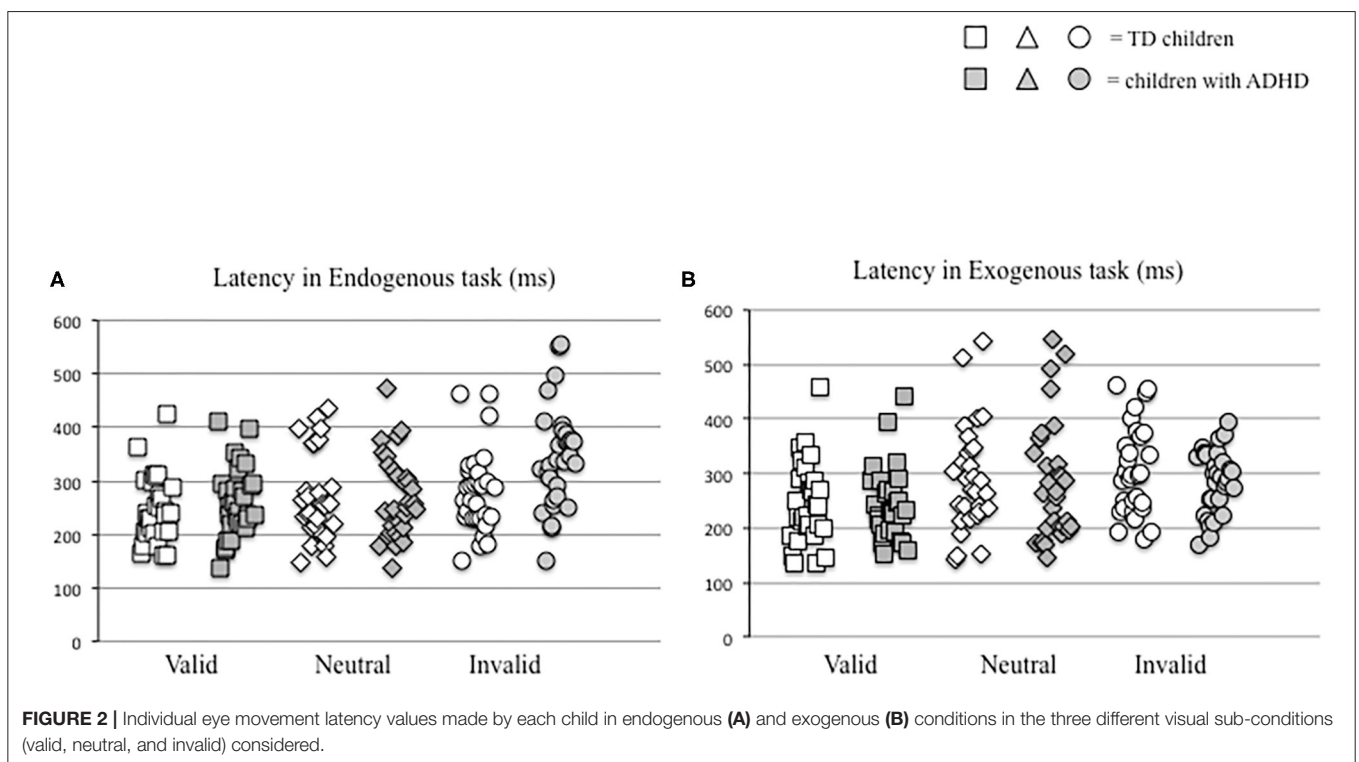 = TD children
= children with ADHD
A
Latency in Endogenous task (ms)
600
500
400
300
200
100
0
Valid
Neutral
Invalid
B
Latency in Exogenous task (ms)
600
500
400
300
200
100
0
Valid
Neutral
Invalid
FIGURE 2 | Individual eye movement latency values made by each child in endogenous (A) and exogenous (B) conditions in the three different visual sub-conditions
(valid, neutral, and invalid) considered.